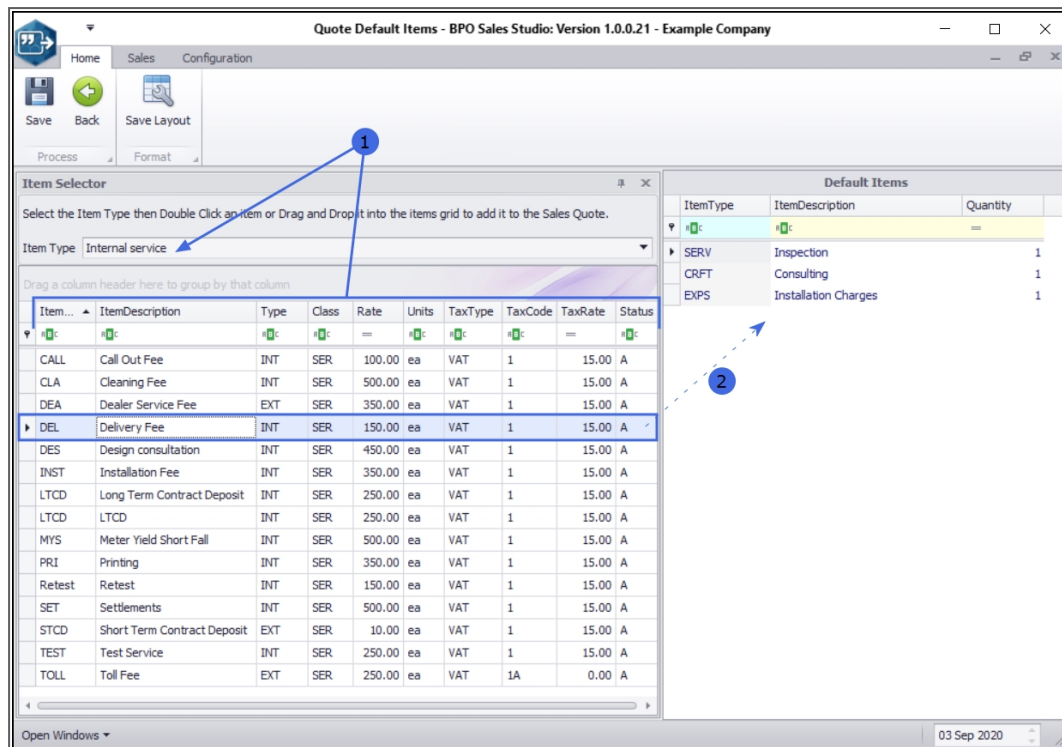 Quote Default Items - BPO Sales Studio: Version 1.0.0.21 - Example Company
Home Sales Configuration
Save Back Save Layout
Process Format
1
Item Selector
Select the Item Type then Double Click an item or Drag and Drop it into the items grid to add it to the Sales Quote.
Item Type Internal service
Drag a column header here to group by that column
Item... ItemDescription Type Class Rate Units TaxType TaxCode TaxRate Status
= =
CALL Call Out Fee INT SER 100.00 ea VAT 1 15.00 A
CLA Cleaning Fee INT SER 500.00 ea VAT 1 15.00 A
DEA Dealer Service Fee EXT SER 350.00 ea VAT 1 15.00 A
DEL Delivery Fee INT SER 150.00 ea VAT 1 15.00 A
DES Design consultation INT SER 450.00 ea VAT 1 15.00 A
INST Installation Fee INT SER 350.00 ea VAT 1 15.00 A
LTCD Long Term Contract Deposit INT SER 250.00 ea VAT 1 15.00 A
LTCD LTCD INT SER 250.00 ea VAT 1 15.00 A
MYS Meter Yield Short Fall INT SER 500.00 ea VAT 1 15.00 A
PRI Printing INT SER 350.00 ea VAT 1 15.00 A
Retest Retest INT SER 150.00 ea VAT 1 15.00 A
SET Settlements INT SER 500.00 ea VAT 1 15.00 A
STCD Short Term Contract Deposit EXT SER 10.00 ea VAT 1 15.00 A
TEST Test Service INT SER 250.00 ea VAT 1 15.00 A
TOLL Toll Fee EXT SER 250.00 ea VAT 1A 0.00 A
Default Items
ItemType ItemDescription Quantity
=
SERV Inspection 1
CRFT Consulting 1
EXPS Installation Charges 1
2
Open Windows 03 Sep 2020